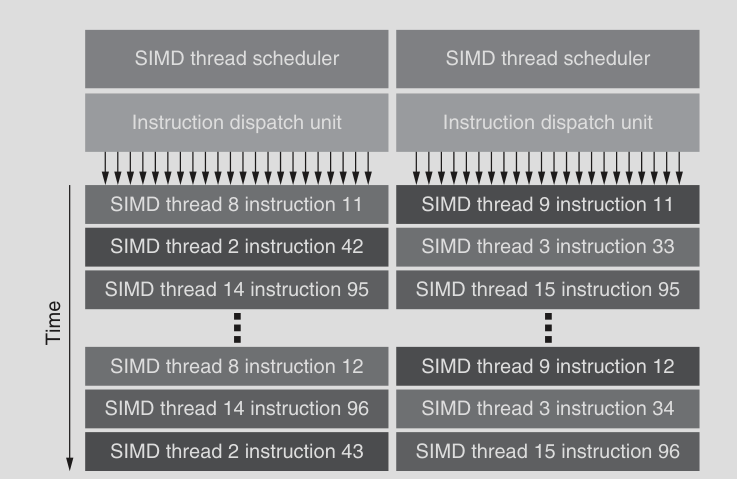 SIMD thread scheduler
SIMD thread scheduler
Instruction dispatch unit
Instruction dispatch unit
Time
SIMD thread 8 instruction 11
SIMD thread 9 instruction 11
SIMD thread 2 instruction 42
SIMD thread 3 instruction 33
SIMD thread 14 instruction 95
SIMD thread 15 instruction 95
SIMD thread 8 instruction 12
SIMD thread 9 instruction 12
SIMD thread 14 instruction 96
SIMD thread 3 instruction 34
SIMD thread 2 instruction 43
SIMD thread 15 instruction 96